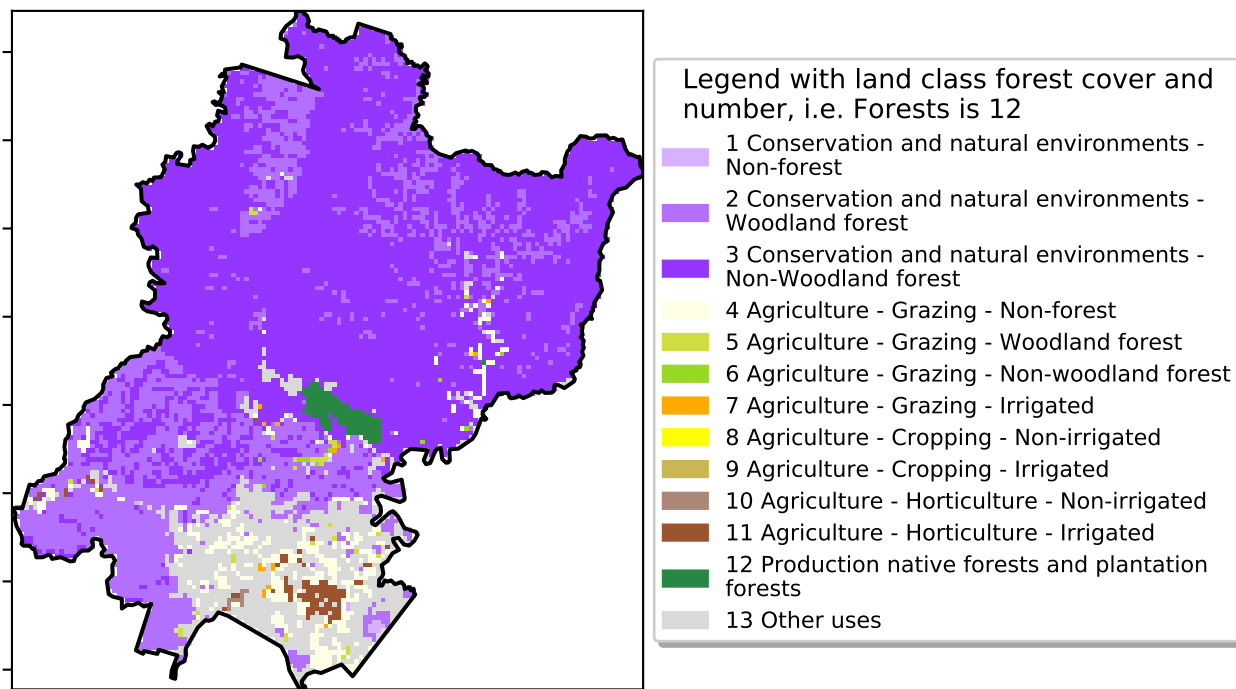 Legend with land class forest cover and
number, i.e. Forests is 12
1 Conservation and natural environments -
Non-forest
2 Conservation and natural environments -
Woodland forest
3 Conservation and natural environments -
Non-Woodland forest
4 Agriculture - Grazing - Non-forest
5 Agriculture - Grazing - Woodland forest
6 Agriculture - Grazing - Non-woodland forest
7 Agriculture - Grazing - Irrigated
8 Agriculture - Cropping - Non-irrigated
9 Agriculture - Cropping - Irrigated
10 Agriculture - Horticulture - Non-irrigated
11 Agriculture - Horticulture - Irrigated
12 Production native forests and plantation
forests
13 Other uses